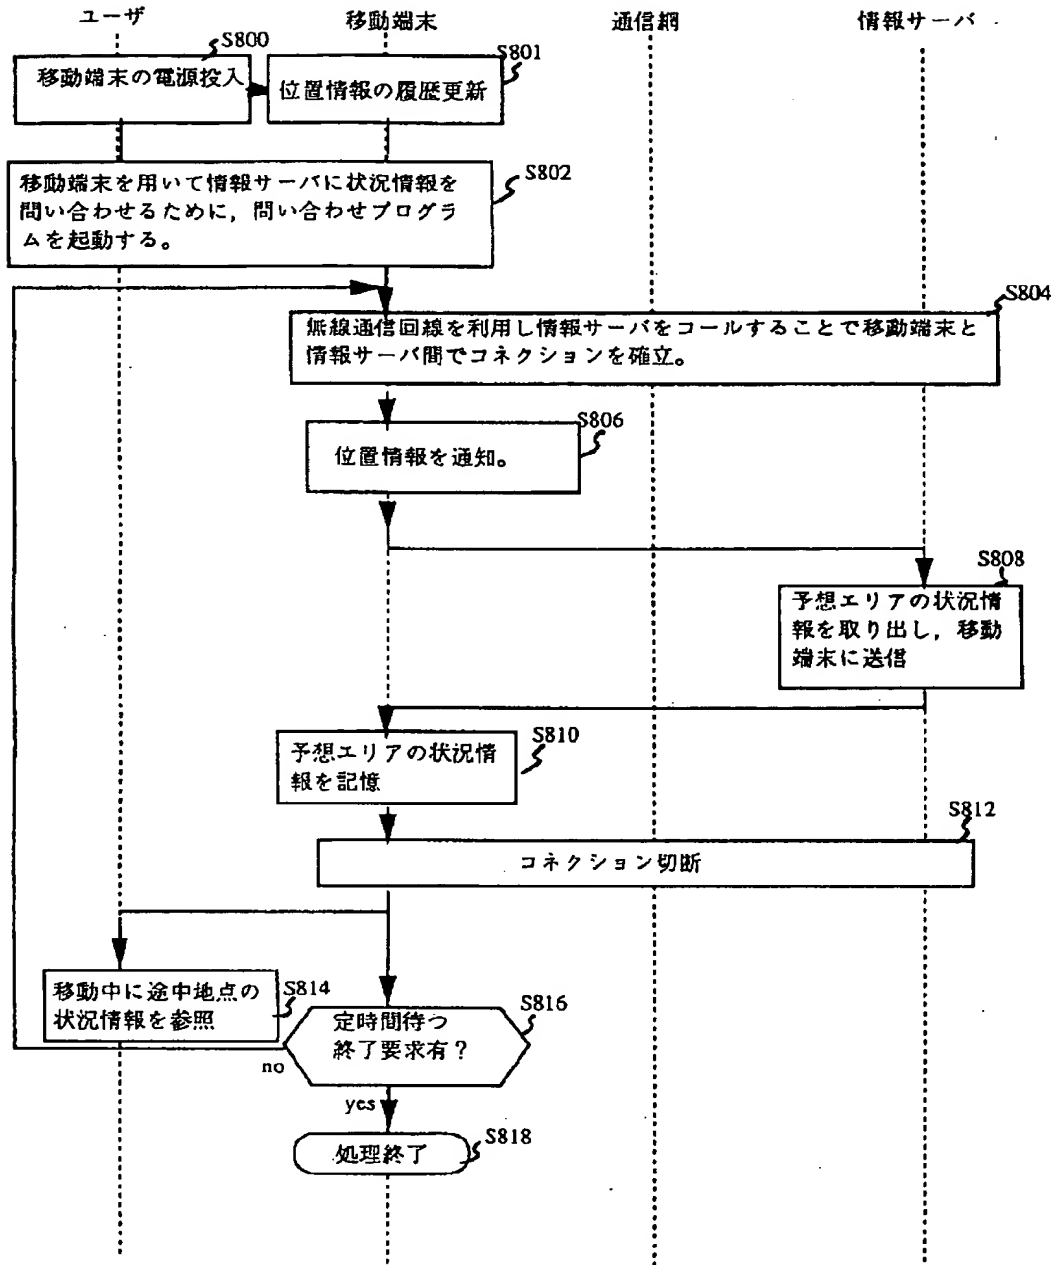 ユーザ
移動端末
通信網
情報サーバ
S800
移動端末の電源投入
S801
位置情報の履歴更新
S802
移動端末を用いて情報サーバに状況情報を
問い合わせるために，問い合わせプログラ
ムを起動する。
S804
無線通信回線を利用し情報サーバをコールすることで移動端末と
情報サーバ間でコネクションを確立。
S806
位置情報を通知。
S808
予想エリアの状況情
報を取り出し，移動
端末に送信
S810
予想エリアの状況情
報を記憶
S812
コネクション切断
S814
移動中に途中地点の
状況情報を参照
S816
定時間待つ
終了要求有？
no
yes
S818
処理終了